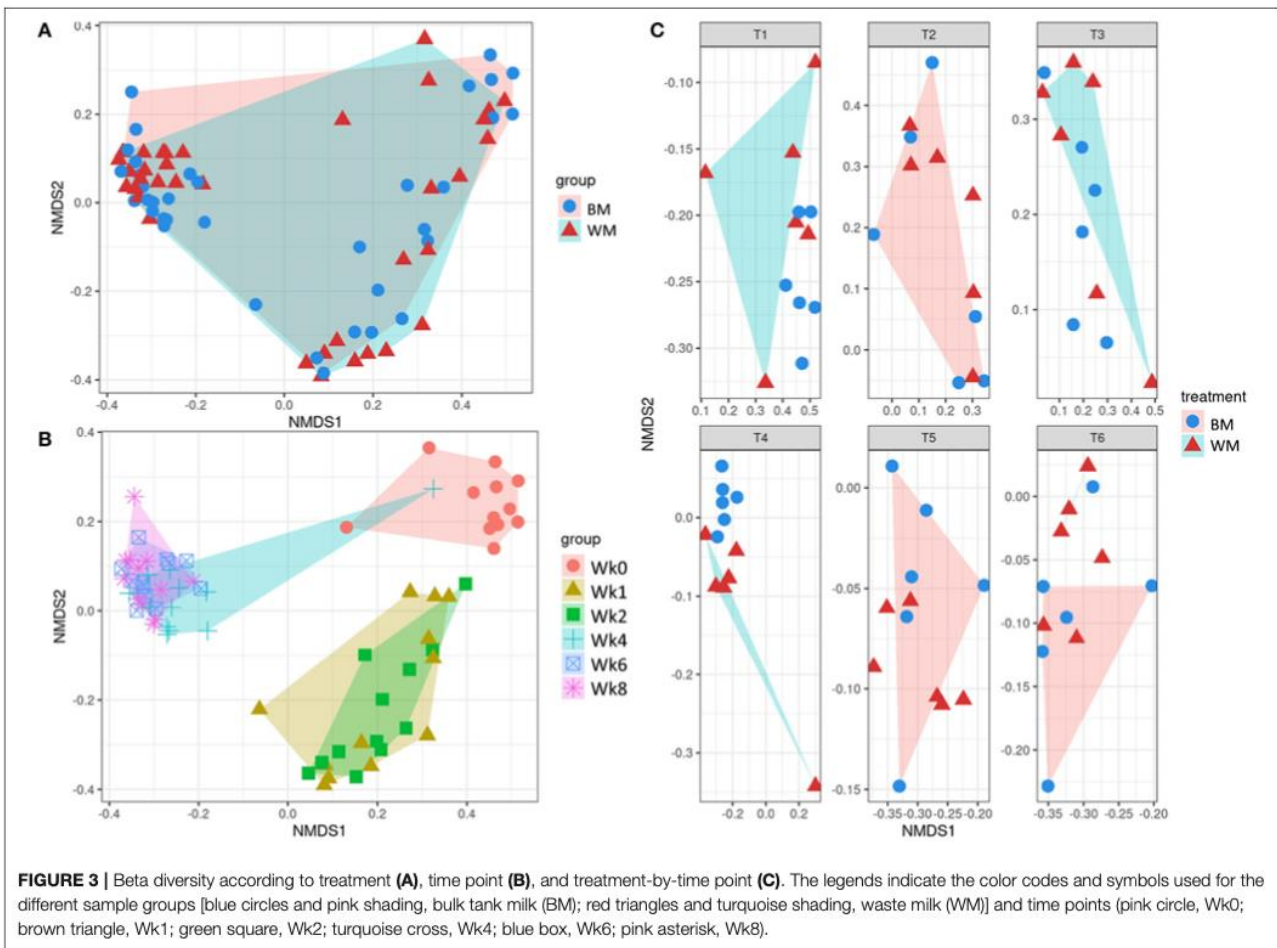 A
0.4
0.2
0.0
-0.2
-0.4
NMDS2
-0.4
-0.2
0.0
0.2
0.4
NMDS1
group
BM
WM
B
0.4
0.2
0.0
-0.2
-0.4
NMDS2
-0.4
-0.2
0.0
0.2
0.4
NMDS1
group
Wk0
Wk1
Wk2
Wk4
Wk6
Wk8
C
NMDS2
T1
-0.10
-0.15
-0.20
-0.25
-0.30
0.1 0.2 0.3 0.4 0.5
T2
0.4
0.3
0.2
0.1
0.0
0.0 0.1 0.2 0.3
T3
0.3
0.2
0.1
0.1 0.2 0.3 0.4 0.5
T4
0.0
-0.1
-0.2
-0.3
-0.2 0.0 0.2
T5
0.00
-0.05
-0.10
-0.15
-0.35 -0.30 -0.25 -0.20
T6
0.00
-0.05
-0.10
-0.15
-0.20
-0.35 -0.30 -0.25 -0.20
NMDS1
treatment
BM
WM
FIGURE 3 | Beta diversity according to treatment (A), time point (B), and treatment-by-time point (C). The legends indicate the color codes and symbols used for the
different sample groups [blue circles and pink shading, bulk tank milk (BM); red triangles and turquoise shading, waste milk (WM)] and time points (pink circle, Wk0;
brown triangle, Wk1; green square, Wk2; turquoise cross, Wk4; blue box, Wk6; pink asterisk, Wk8).